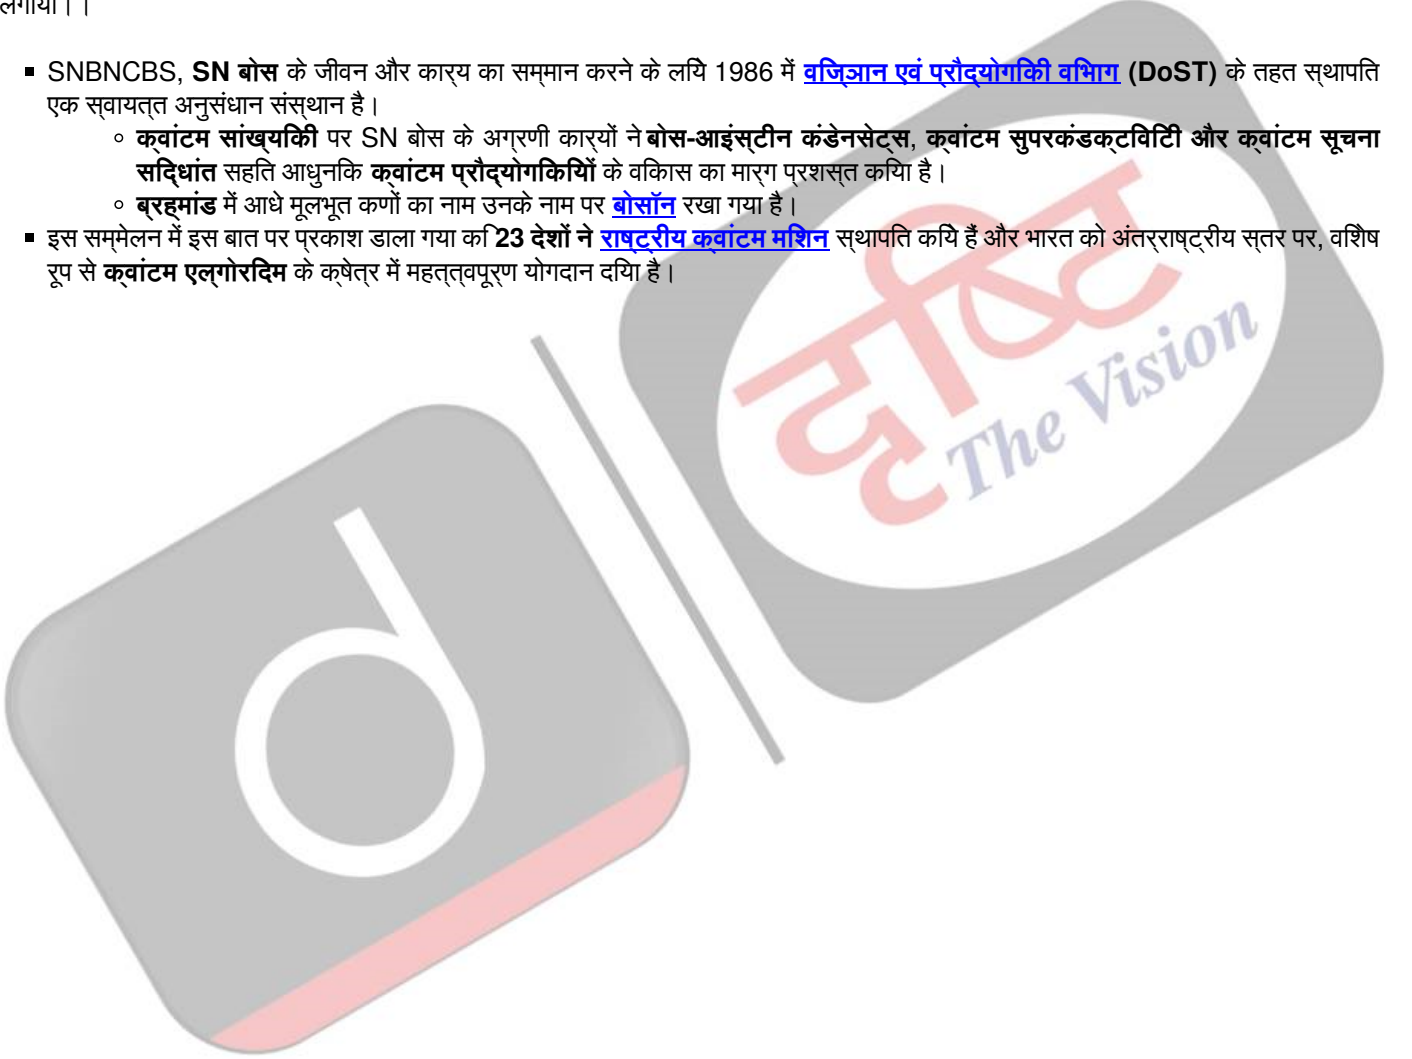 लगाया।।
SNBNCBS, SN बोस के जीवन और कार्य का सम्मान करने के लिये 1986 में विज्ञान एवं प्रौद्योगिकी विभाग (DoST) के तहत स्थापित
एक स्वायत्त अनुसंधान संस्थान है।
क्वांटम सांख्यिकी पर SN बोस के अग्रणी कार्यों ने बोस-आइंस्टीन कंडेनसेट्स, क्वांटम सुपरकंडक्टिविटी और क्वांटम सूचना
सिद्धांत सहित आधुनिक क्वांटम प्रौद्योगिकियों के विकास का मार्ग प्रशस्त किया है।
ब्रह्मांड में आधे मूलभूत कणों का नाम उनके नाम पर बोसॉन रखा गया है।
इस सम्मेलन में इस बात पर प्रकाश डाला गया कि 23 देशों ने राष्ट्रीय क्वांटम मिशन स्थापित किये हैं और भारत को अंतर्राष्ट्रीय स्तर पर, विशेष
रूप से क्वांटम एल्गोरदिम के क्षेत्र में महत्त्वपूर्ण योगदान दिया है।
दृष्टि
The Vision
d